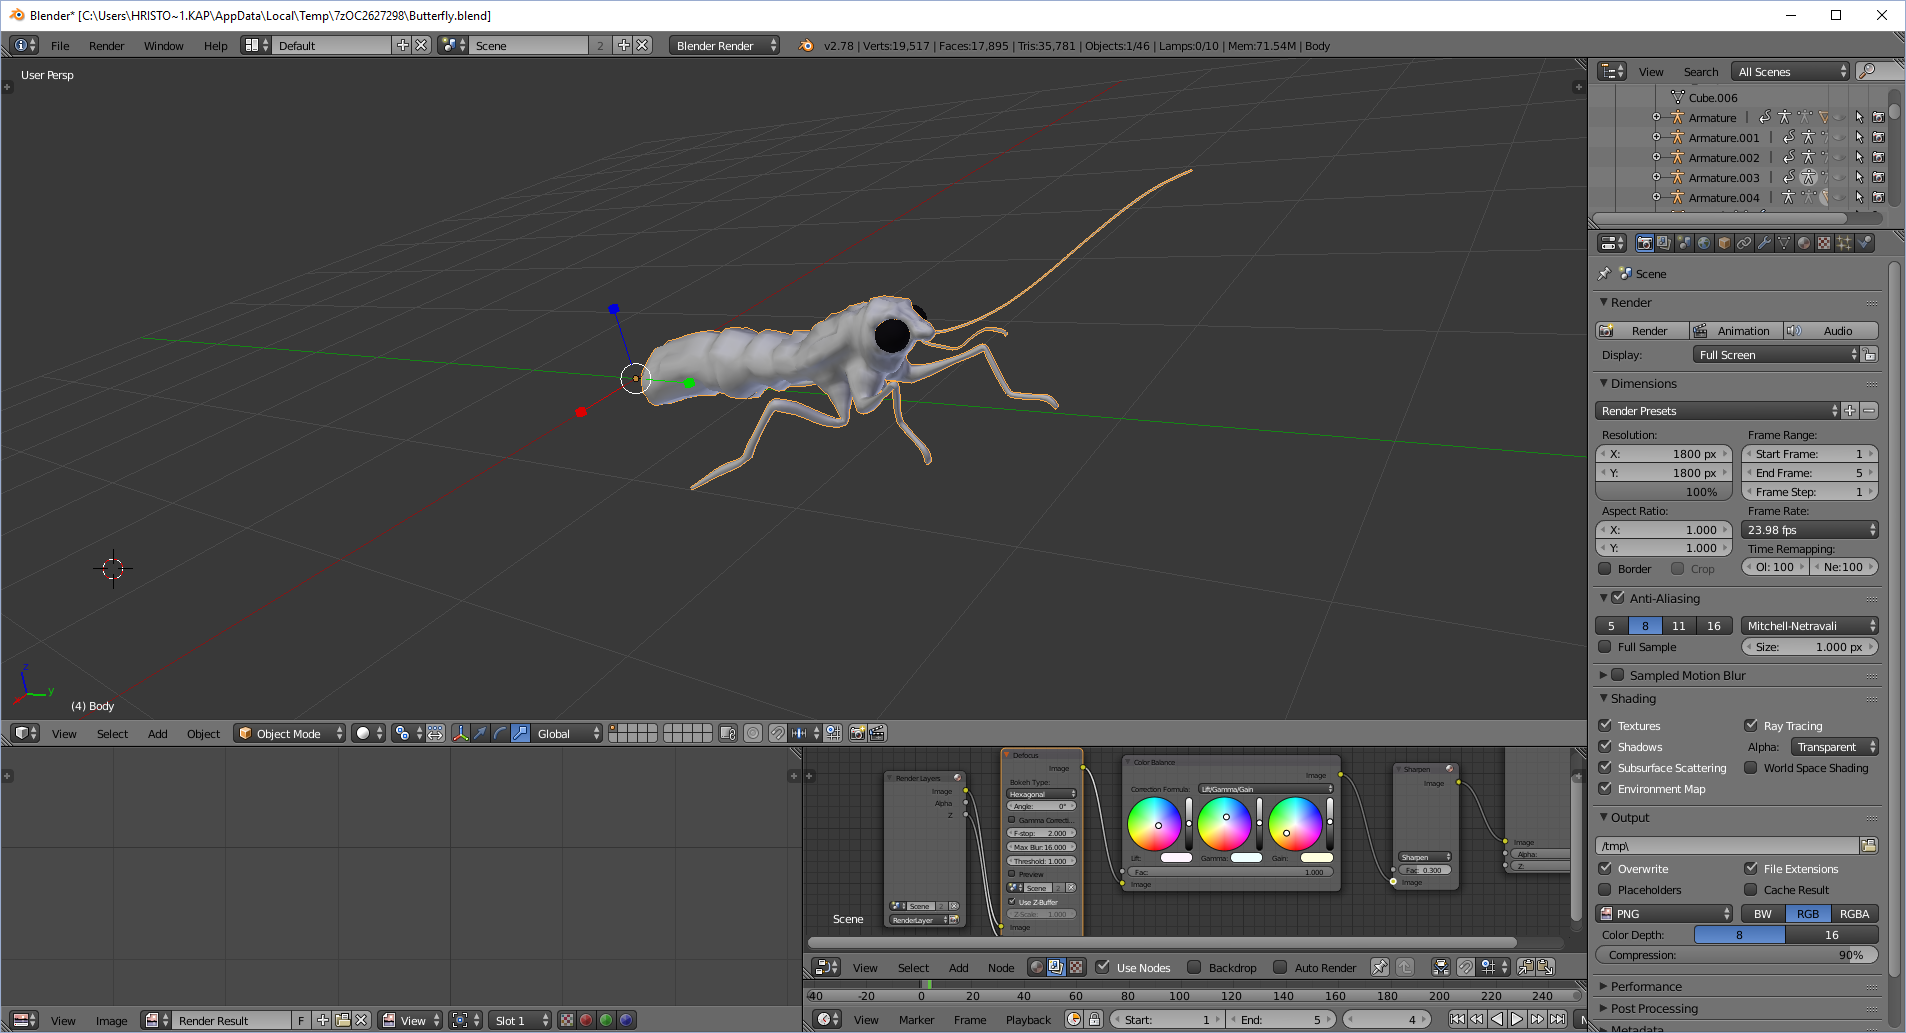 Blender* [C:\Users\HRISTO~1.KAP\AppData\Local\Temp\7zOC2627298\Butterfly.blend]
File Render Window Help Default Scene 2 Blender Render v2.78 | Verts:19,517 | Faces:17,895 | Tris:35,781 | Objects:1/46 | Lamps:0/10 | Mem:71.54M | Body
User Persp
z
y
(4) Body
View Select Add Object Object Mode Global
View Search All Scenes
Cube.006
Armature
Armature.001
Armature.002
Armature.003
Armature.004
Scene
Render
Render Animation Audio
Display: Full Screen
Dimensions
Render Presets
Resolution: Frame Range:
X: 1800 px Start Frame: 1
Y: 1800 px End Frame: 5
100% Frame Step: 1
Aspect Ratio: Frame Rate:
X: 1.000 23.98 fps
Y: 1.000 Time Remapping:
Border Crop Ol: 100 Ne:100
Anti-Aliasing
5 8 11 16 Mitchell-Netravali
Full Sample Size: 1.000 px
Sampled Motion Blur
Shading
Textures Ray Tracing
Shadows Alpha: Transparent
Subsurface Scattering World Space Shading
Environment Map
Output
/tmp\
Overwrite File Extensions
Placeholders Cache Result
PNG BW RGB RGBA
Color Depth: 8 16
Compression: 90%
Performance
Post Processing
Metadata
Render Layers
Image
Alpha
Z
Scene 2
RenderLayer
Defocus
Image
Bokeh Type:
Hexagonal
Angle: 0°
Gamma Correcti...
F-stop: 2.000
Max Blur:16.000
Threshold: 1.000
Preview
Scene 2
Use Z-Buffer
Z-Scale: 1.000
Image
Color Balance
Image
Correction Formula: Lift/Gamma/Gain
Lift: Gamma: Gain:
Fac: 1.000
Image
Sharpen
Image
Sharpen
Fac: 0.300
Image
Image
Alpha:
Z:
Scene
View Select Add Node Use Nodes Backdrop Auto Render
-40 -20 0 20 40 60 80 100 120 140 160 180 200 220 240
View Image Render Result F View Slot 1
View Marker Frame Playback Start: 1 End: 5 4